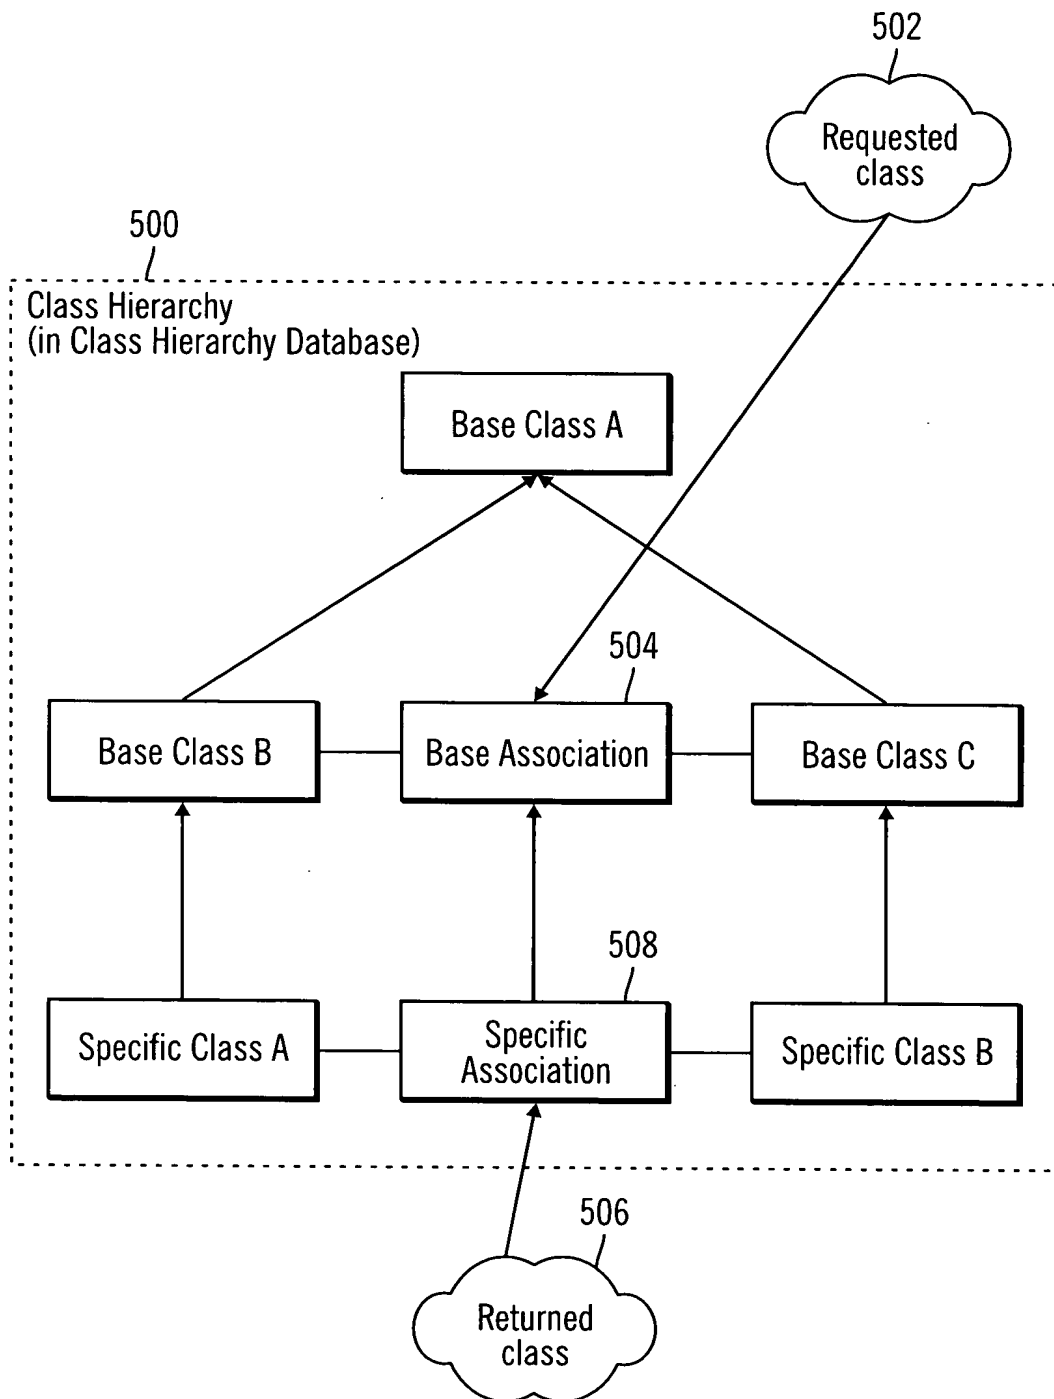 502
Requested
class
500
Class Hierarchy
(in Class Hierarchy Database)
Base Class A
504
Base Class B
Base Association
Base Class C
508
Specific Class A
Specific
Association
Specific Class B
506
Returned
class